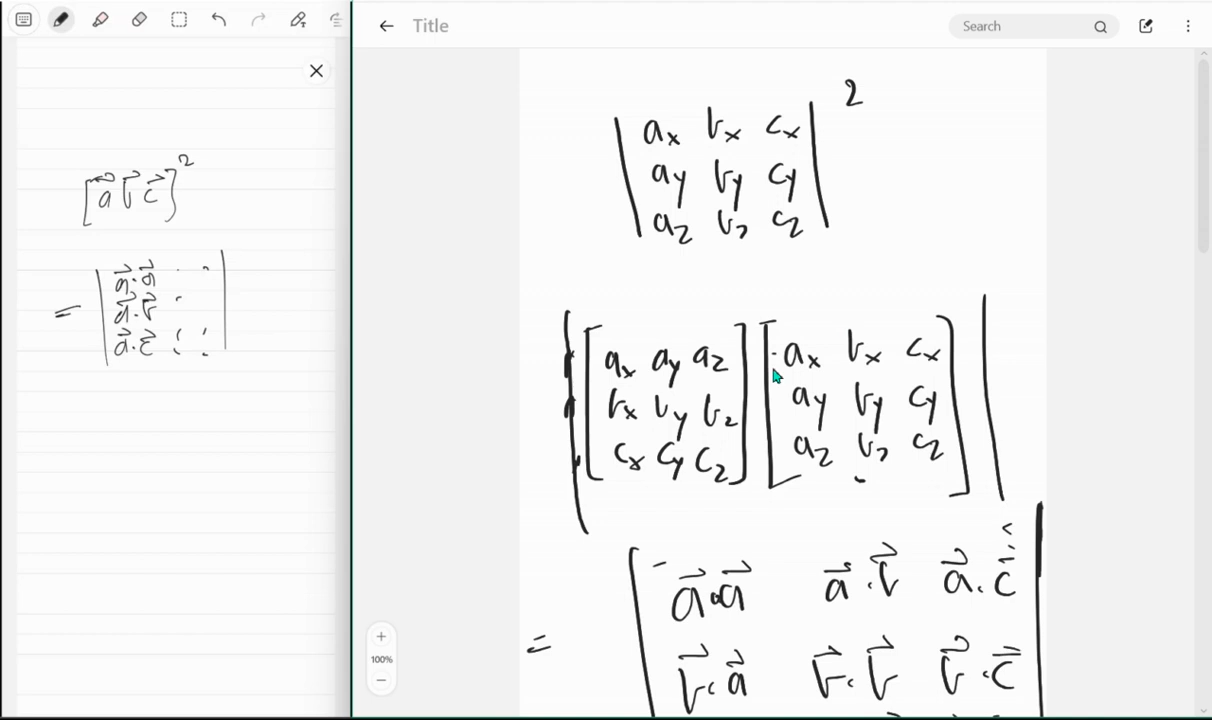 Title
Search
[a⃗ b⃗ c⃗]²
= | a⃗·a⃗ · ·
a⃗·b⃗ ·
a⃗·c⃗ : : |
| ax bx cx | 2
ay by cy
az bz cz
| [ ax ay az ] [ ax bx cx ] |
bx by bz ay by cy
cx cy cz az bz cz
= | a⃗·a⃗ a⃗·b⃗ a⃗·c⃗ |
b⃗·a⃗ b⃗·b⃗ b⃗·c⃗
100%